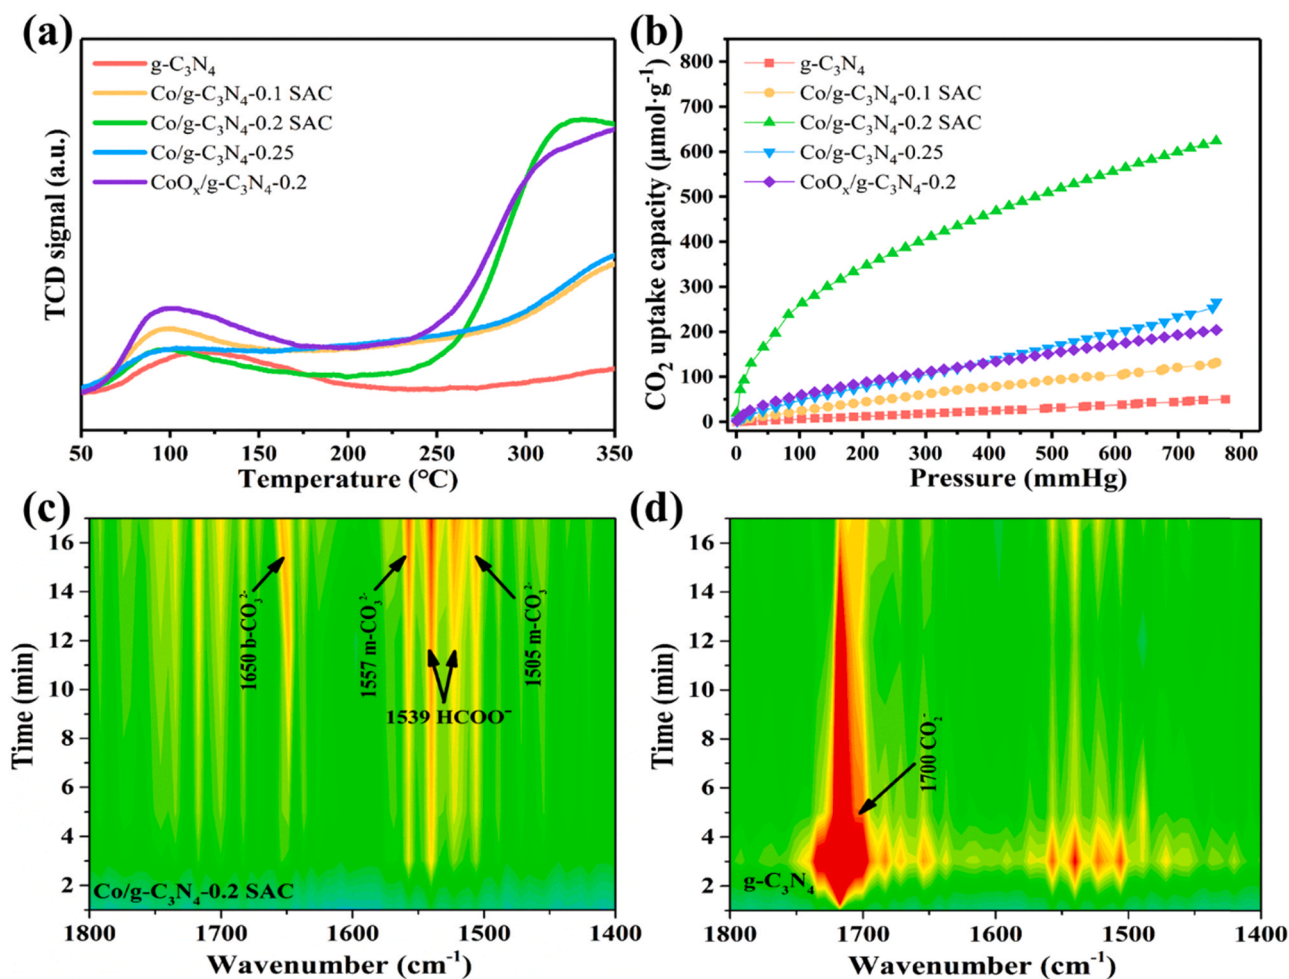 (a)
g-C₃N₄
Co/g-C₃N₄-0.1 SAC
Co/g-C₃N₄-0.2 SAC
Co/g-C₃N₄-0.25
CoOₓ/g-C₃N₄-0.2
TCD signal (a.u.)
50 100 150 200 250 300 350
Temperature (°C)
(b)
g-C₃N₄
Co/g-C₃N₄-0.1 SAC
Co/g-C₃N₄-0.2 SAC
Co/g-C₃N₄-0.25
CoOₓ/g-C₃N₄-0.2
CO₂ uptake capacity (μmol·g⁻¹)
800
700
600
500
400
300
200
100
0
0 100 200 300 400 500 600 700 800
Pressure (mmHg)
(c)
16
14
12
10
8
6
4
2
Time (min)
1650 b-CO₃²⁻
1557 m-CO₃²⁻
1505 m-CO₃²⁻
1539 HCOO⁻
Co/g-C₃N₄-0.2 SAC
1800 1700 1600 1500 1400
Wavenumber (cm⁻¹)
(d)
16
14
12
10
8
6
4
2
Time (min)
1700 CO₂⁻
g-C₃N₄
1800 1700 1600 1500 1400
Wavenumber (cm⁻¹)